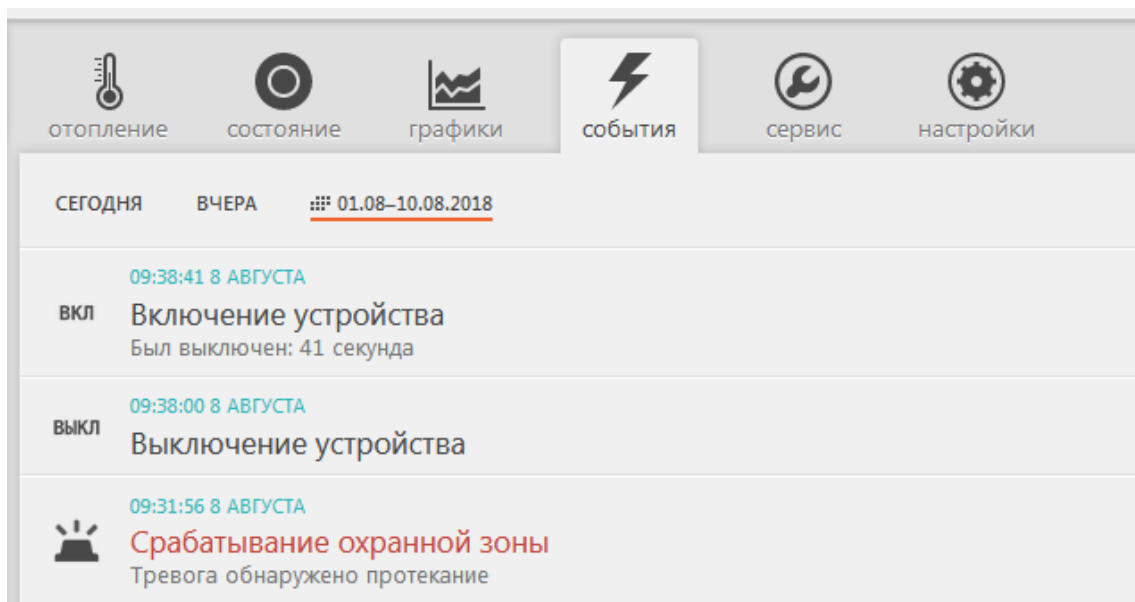 отопление состояние графики события сервис настройки
СЕГОДНЯ ВЧЕРА 01.08–10.08.2018
09:38:41 8 АВГУСТА
ВКЛ Включение устройства
Был выключен: 41 секунда
09:38:00 8 АВГУСТА
ВЫКЛ Выключение устройства
09:31:56 8 АВГУСТА
Срабатывание охранной зоны
Тревога обнаружено протекание